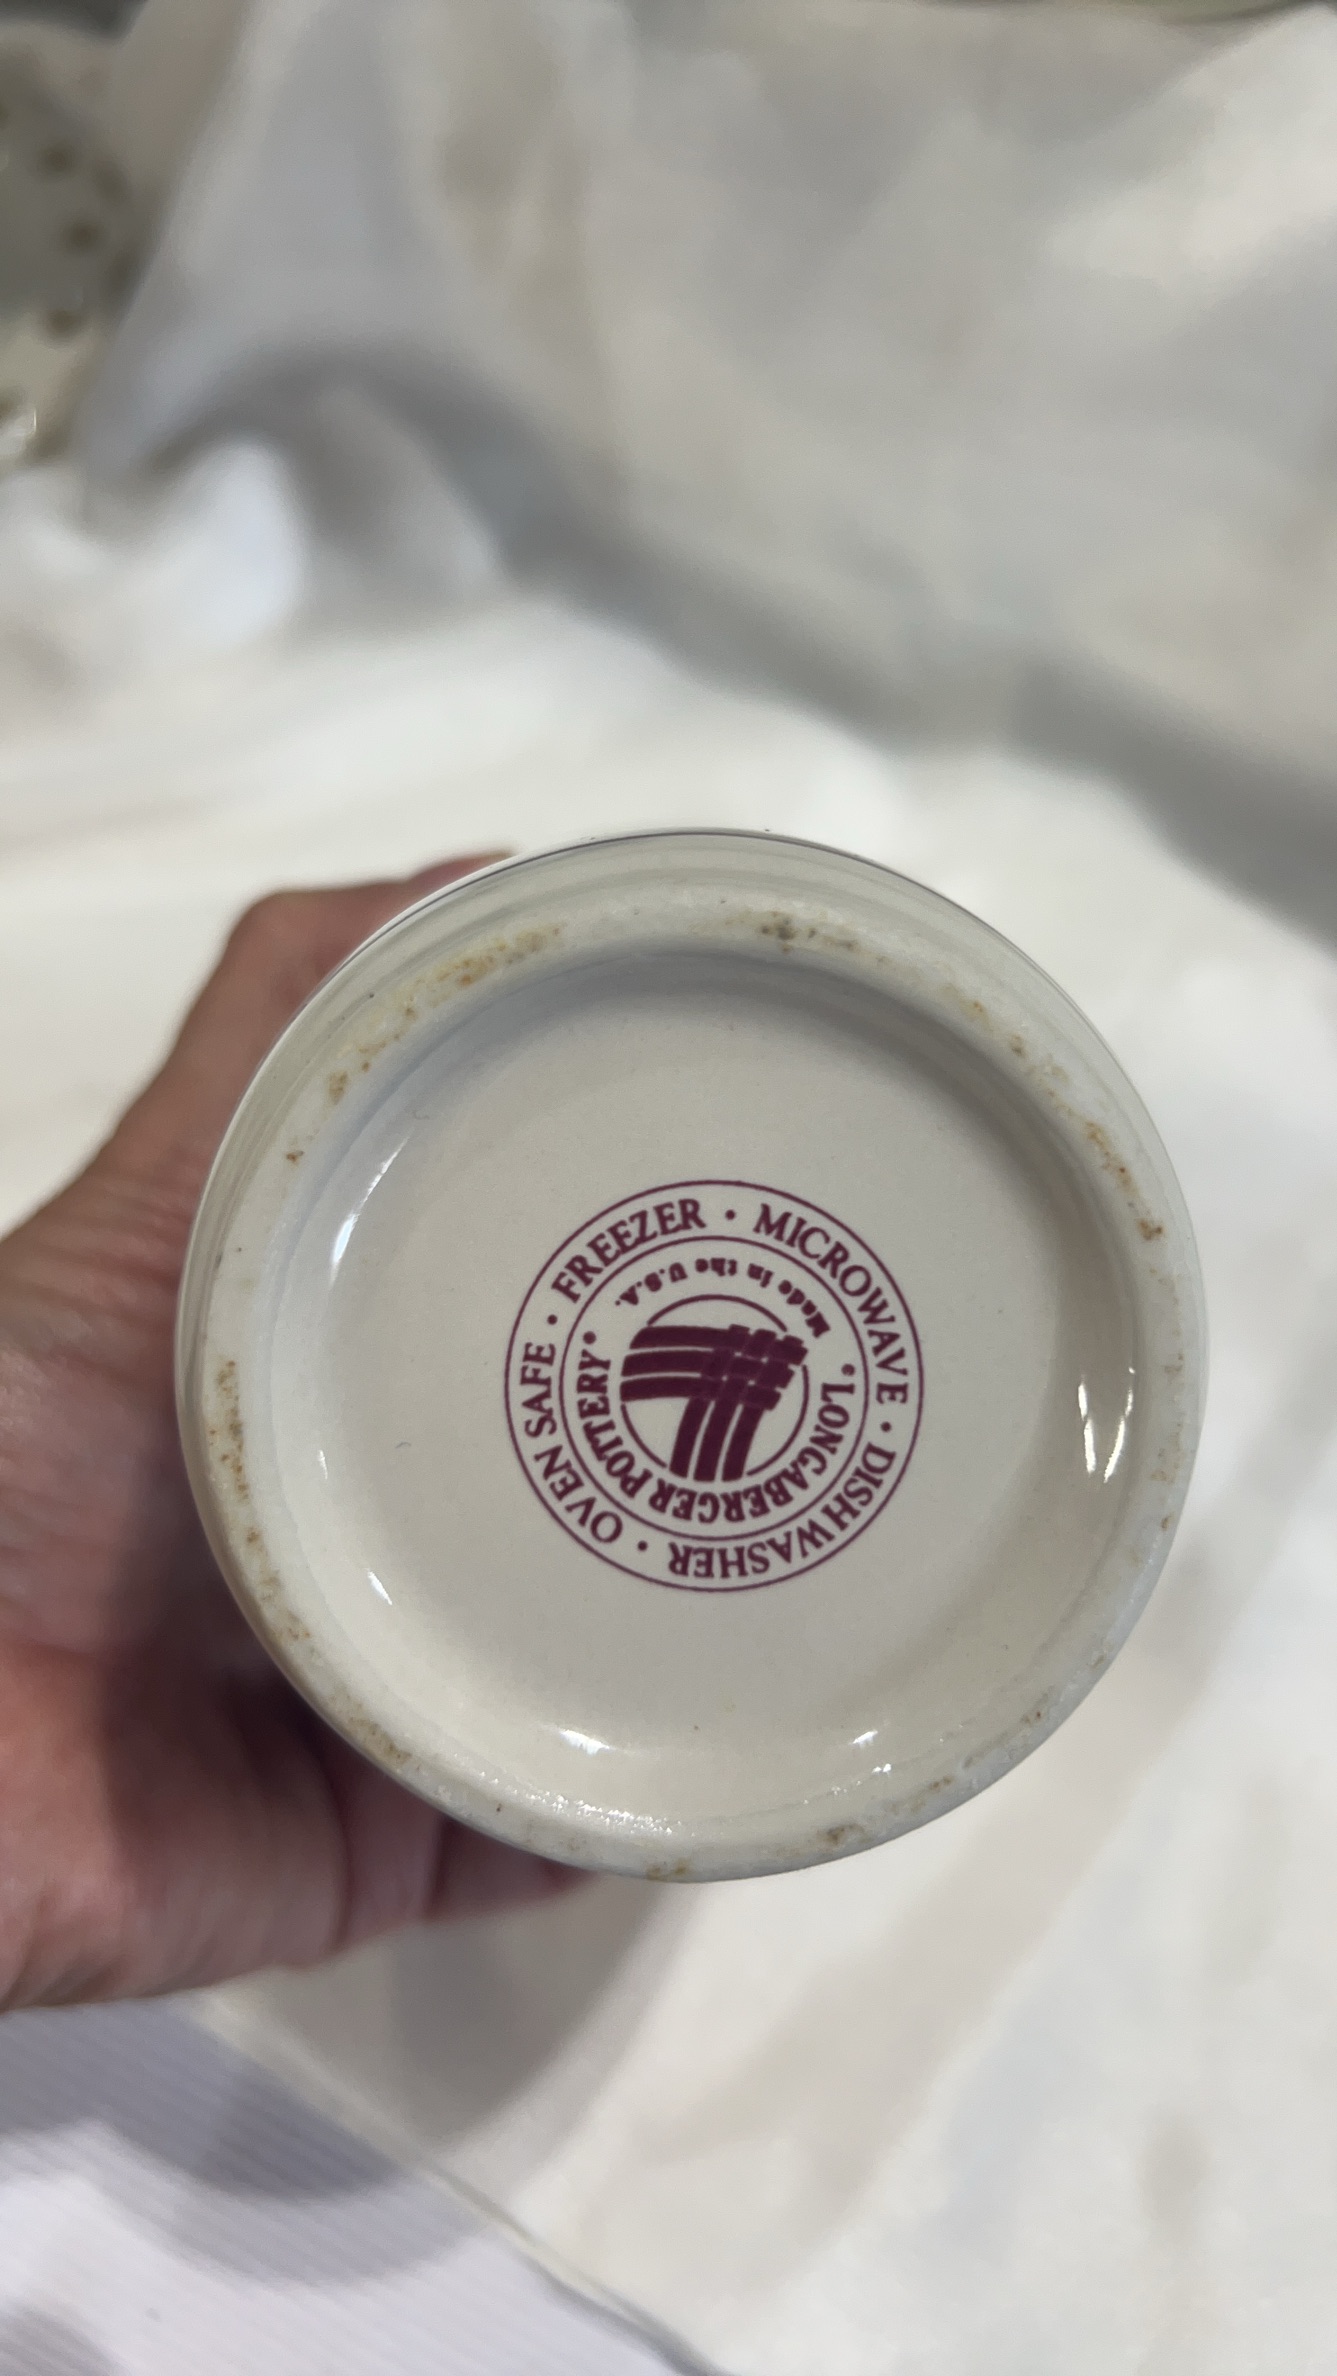 OVEN SAFE • FREEZER • MICROWAVE • DISHWASHER •
• LONGABERGER POTTERY •
Made in the U.S.A.